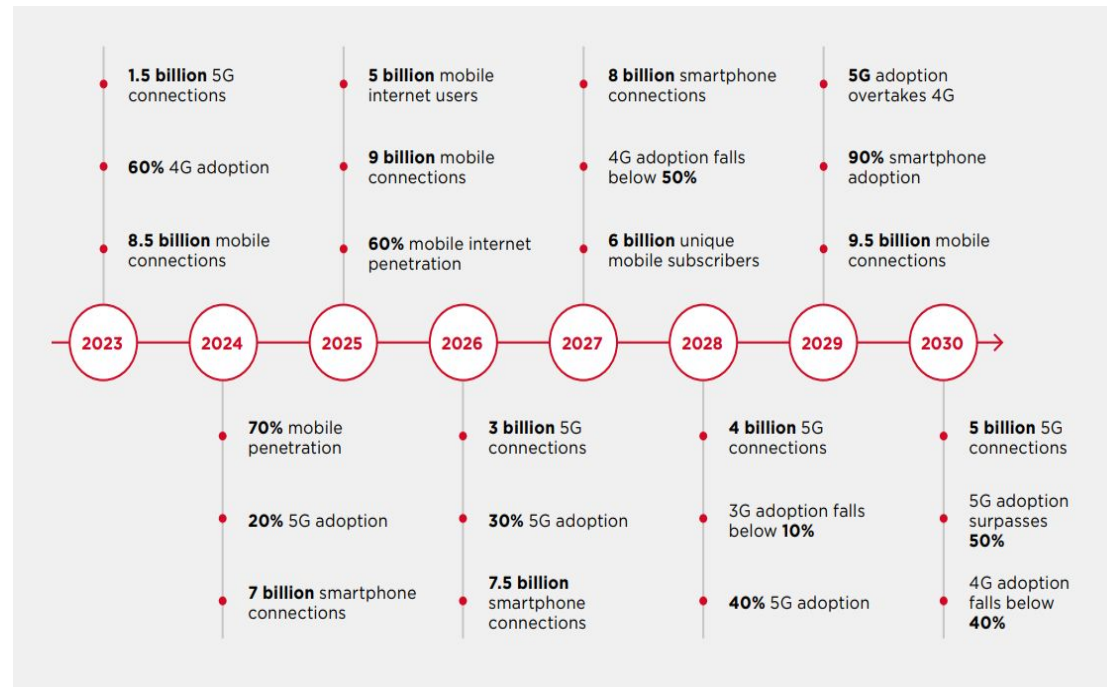 1.5 billion 5G
connections
60% 4G adoption
8.5 billion mobile
connections
5 billion mobile
internet users
9 billion mobile
connections
60% mobile internet
penetration
8 billion smartphone
connections
4G adoption falls
below 50%
6 billion unique
mobile subscribers
5G adoption
overtakes 4G
90% smartphone
adoption
9.5 billion mobile
connections
2023
2024
2025
2026
2027
2028
2029
2030
70% mobile
penetration
20% 5G adoption
7 billion smartphone
connections
3 billion 5G
connections
30% 5G adoption
7.5 billion
smartphone
connections
4 billion 5G
connections
3G adoption falls
below 10%
40% 5G adoption
5 billion 5G
connections
5G adoption
surpasses
50%
4G adoption
falls below
40%